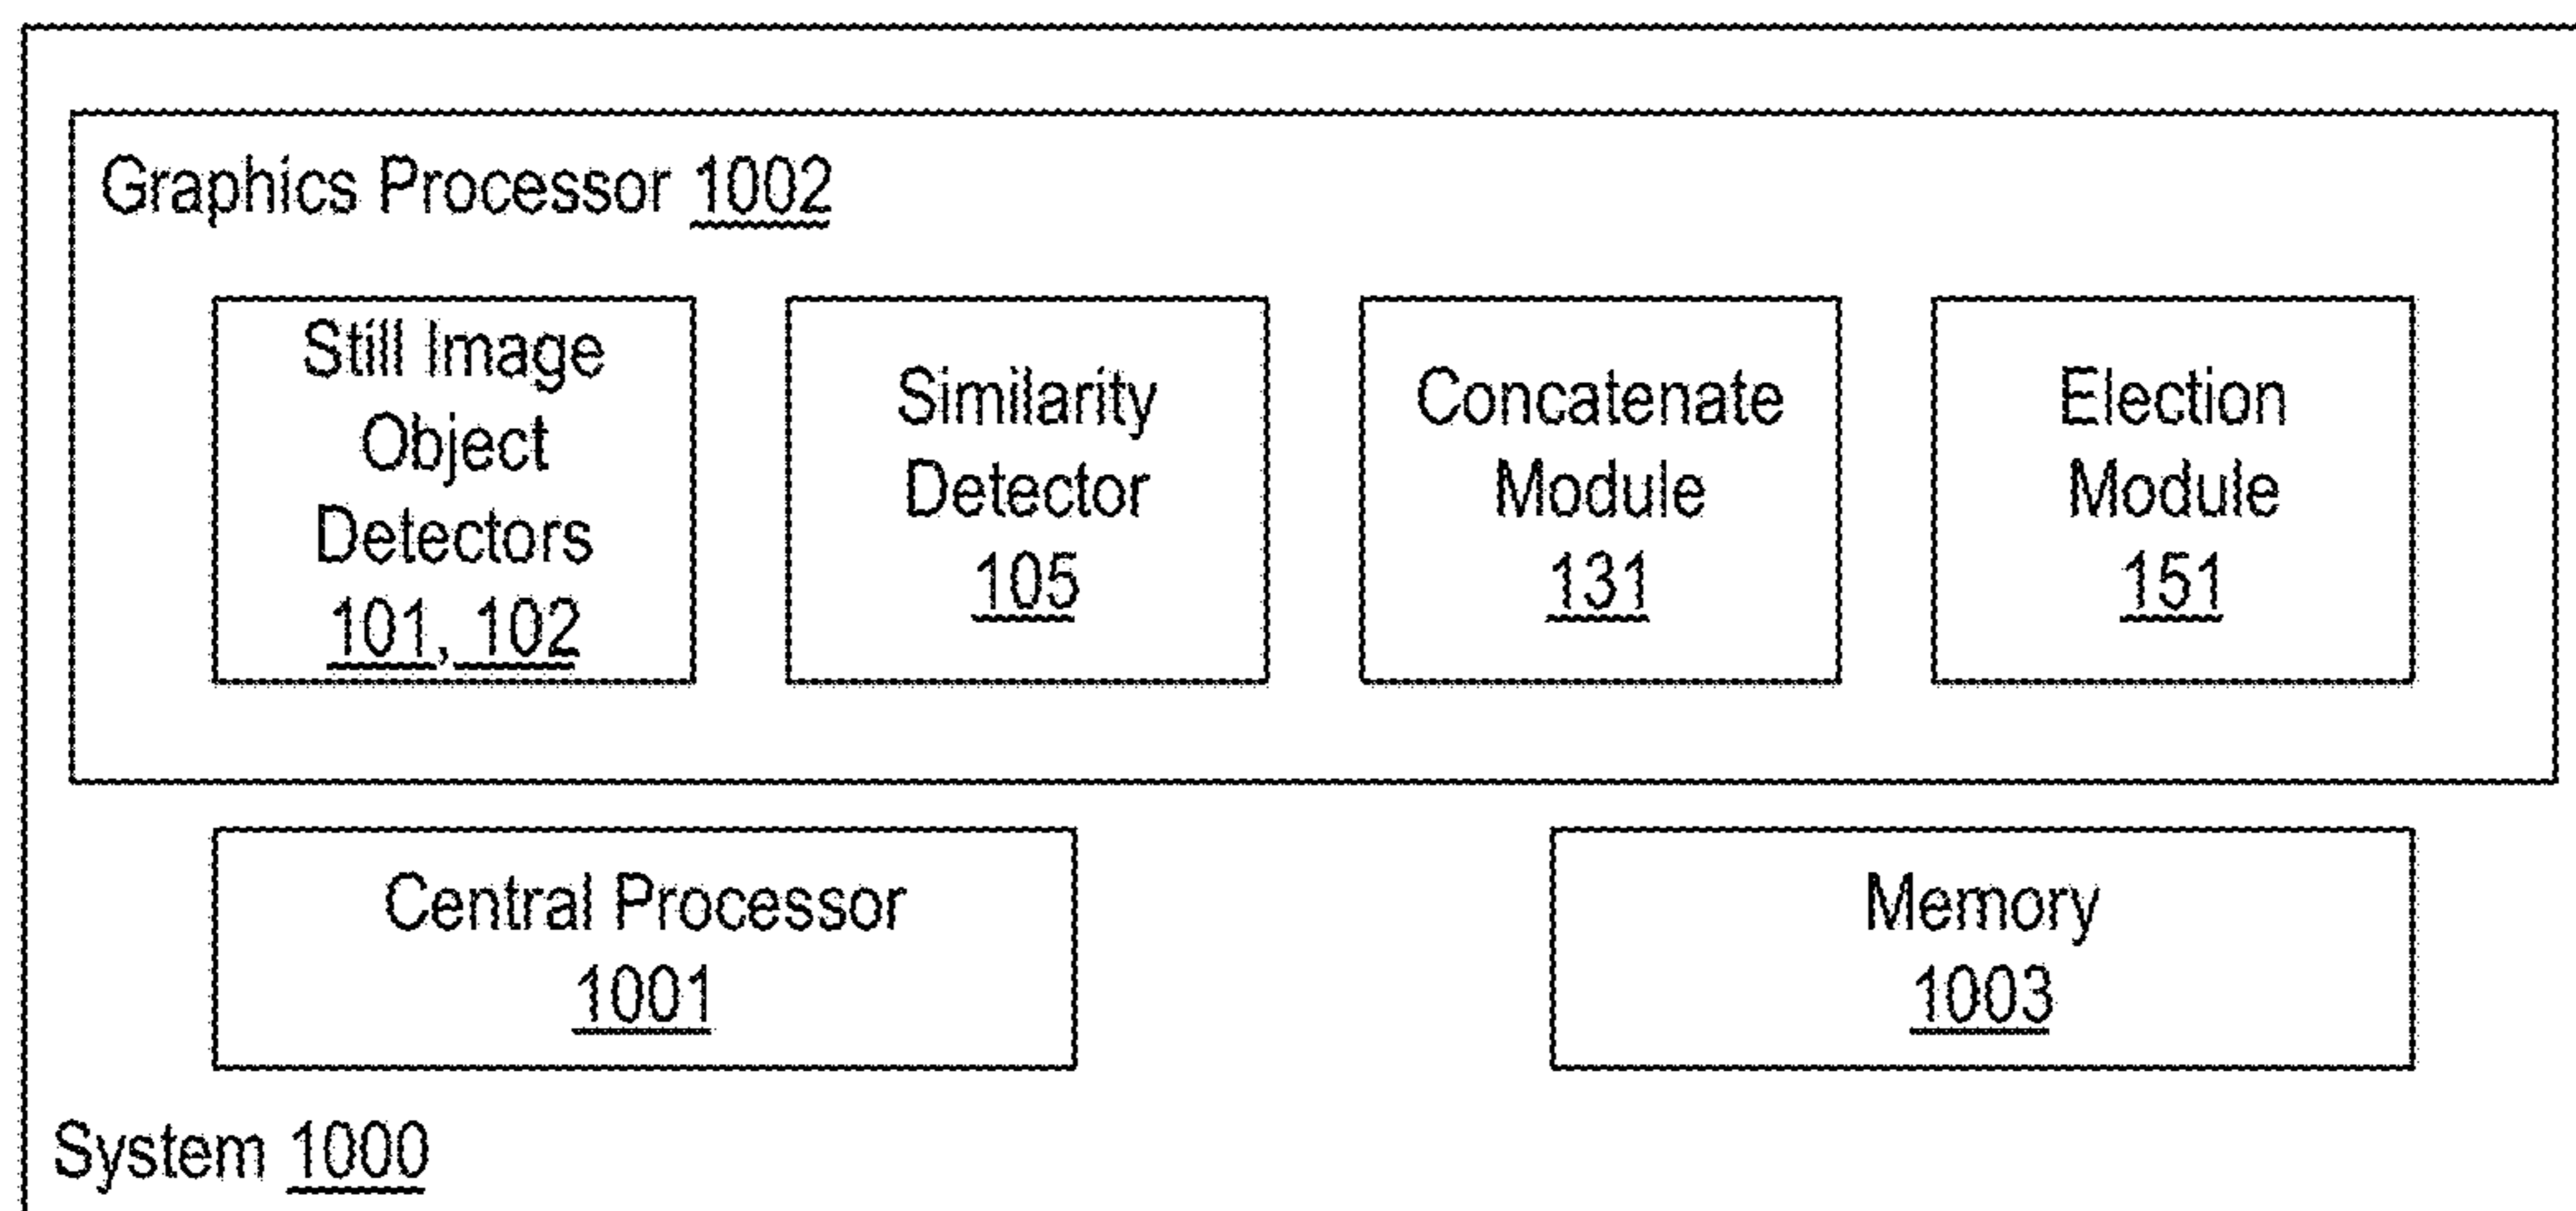 Graphics Processor 1002
Still Image
Object
Detectors
101, 102
Similarity
Detector
105
Concatenate
Module
131
Election
Module
151
Central Processor
1001
Memory
1003
System 1000